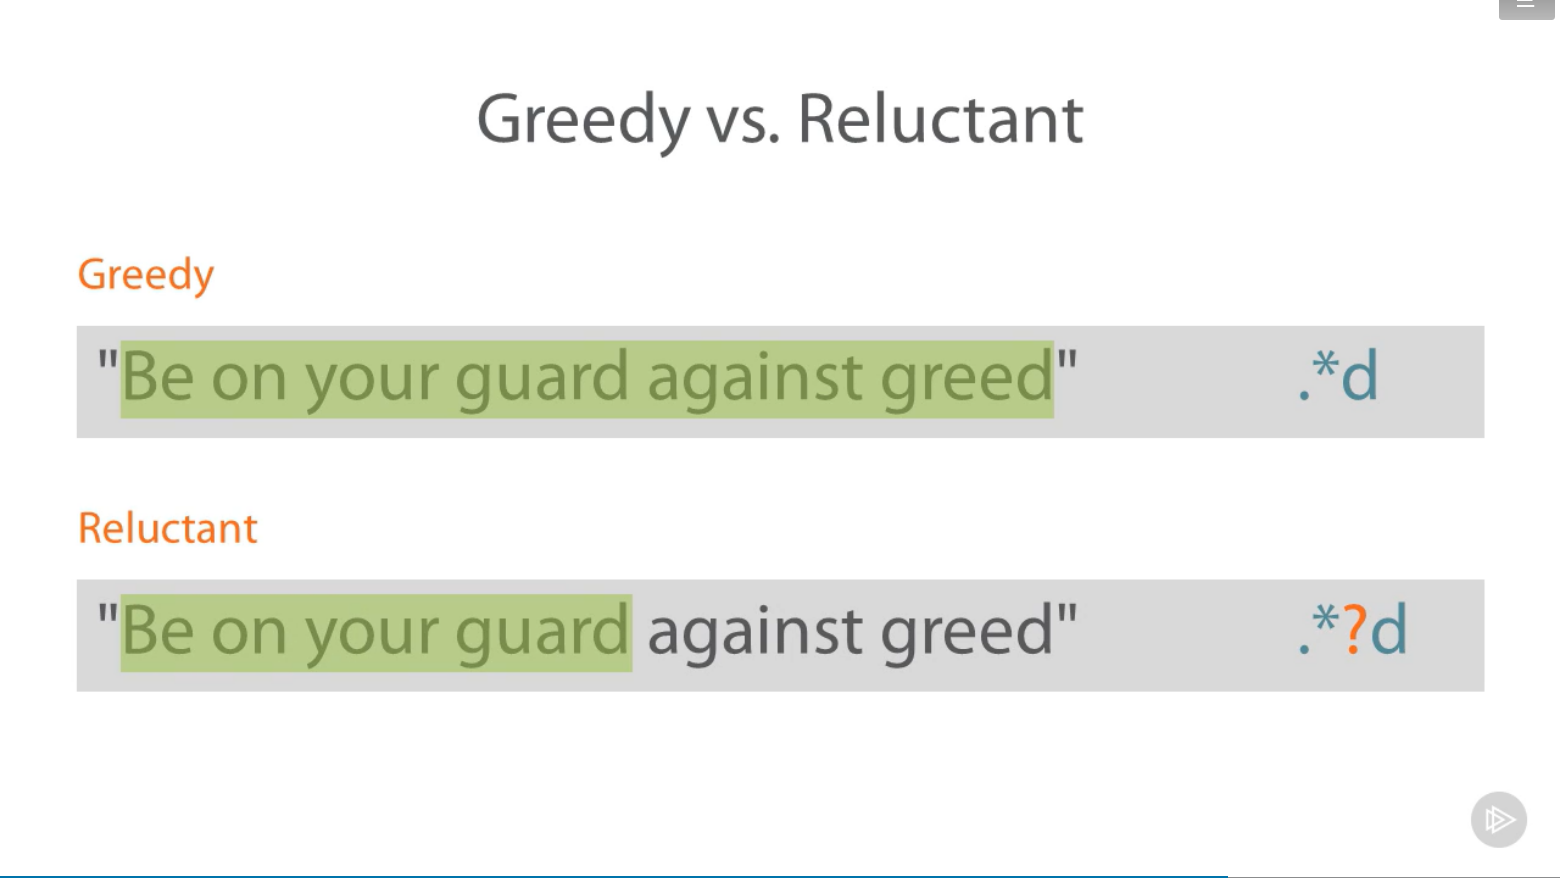 Greedy vs. Reluctant
Greedy
"Be on your guard against greed" .*d
Reluctant
"Be on your guard against greed" .*?d